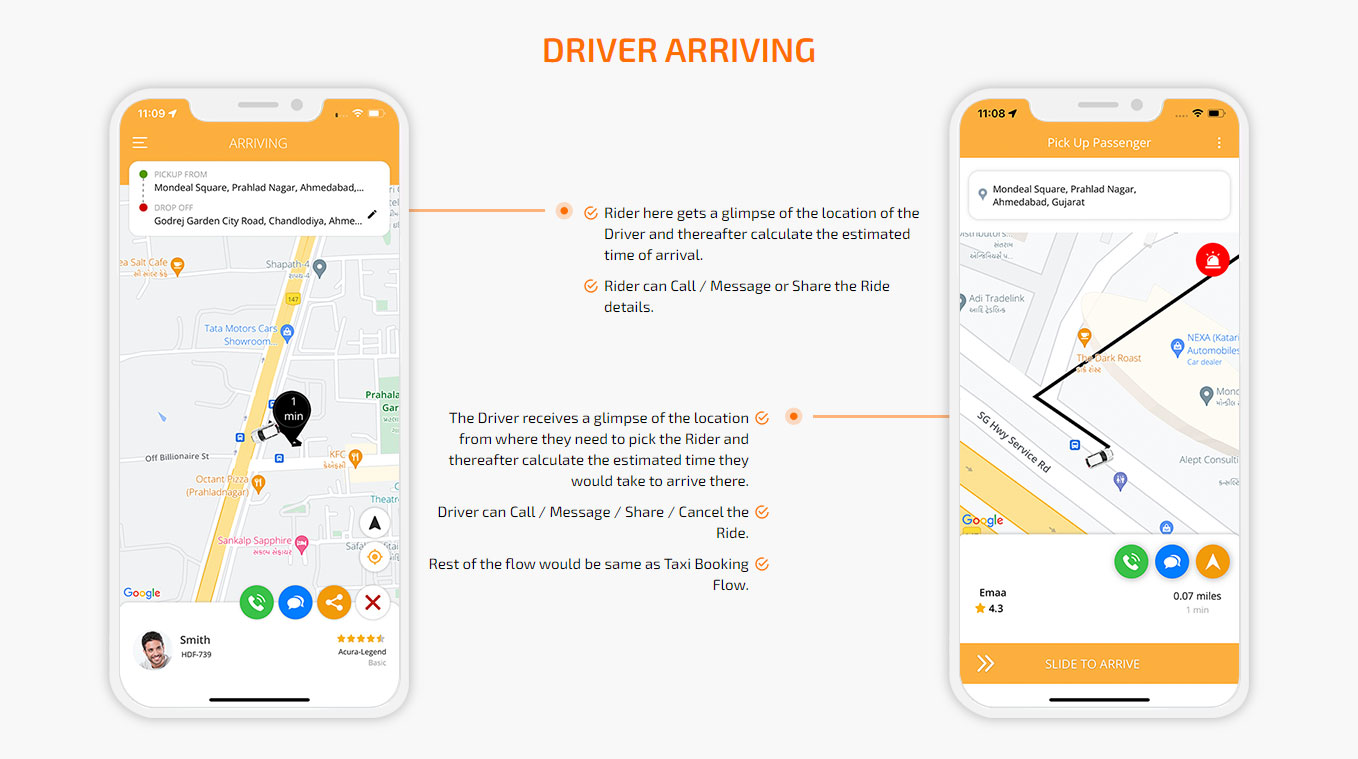 DRIVER ARRIVING
11:09
ARRIVING
PICKUP FROM
Mondeal Square, Prahlad Nagar, Ahmedabad,...
DROP OFF
Godrej Garden City Road, Chandlodiya, Ahme...
ea Salt Cafe
Shapath-4
શપથ-4
147
Tata Motors Cars
Showroom...
1
min
Prahala
Gar
Off Billionaire St
KFC
કેએફસી
Octant Pizza
(Prahladnagar)
Theatr
Sankalp Sapphire
Safal
Google
Smith
HDF-739
Acura-Legend
Basic
Rider here gets a glimpse of the location of the
Driver and thereafter calculate the estimated
time of arrival.
Rider can Call / Message or Share the Ride
details.
The Driver receives a glimpse of the location
from where they need to pick the Rider and
thereafter calculate the estimated time they
would take to arrive there.
Driver can Call / Message / Share / Cancel the
Ride.
Rest of the flow would be same as Taxi Booking
Flow.
11:08
Pick Up Passenger
Mondeal Square, Prahlad Nagar,
Ahmedabad, Gujarat
istributors...
Adi Tradelink
NEXA (Katari
Automobiles
Car dealer
The Dark Roast
Mond
SG Hwy Service Rd
Alept Consulti
Google
Emaa
4.3
0.07 miles
1 min
SLIDE TO ARRIVE